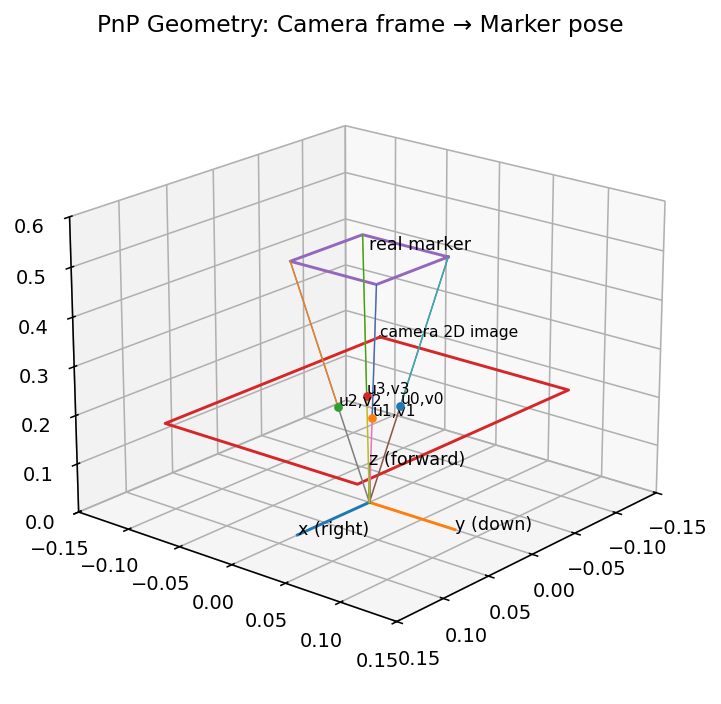 PnP Geometry: Camera frame → Marker pose
0.6
0.5
0.4
0.3
0.2
0.1
0.0
real marker
camera 2D image
u3,v3
u2,v2
u0,v0
u1,v1
z (forward)
x (right)
y (down)
−0.15
−0.10
−0.05
0.00
0.05
0.10
0.15
−0.15
−0.10
−0.05
0.00
0.05
0.10
0.15